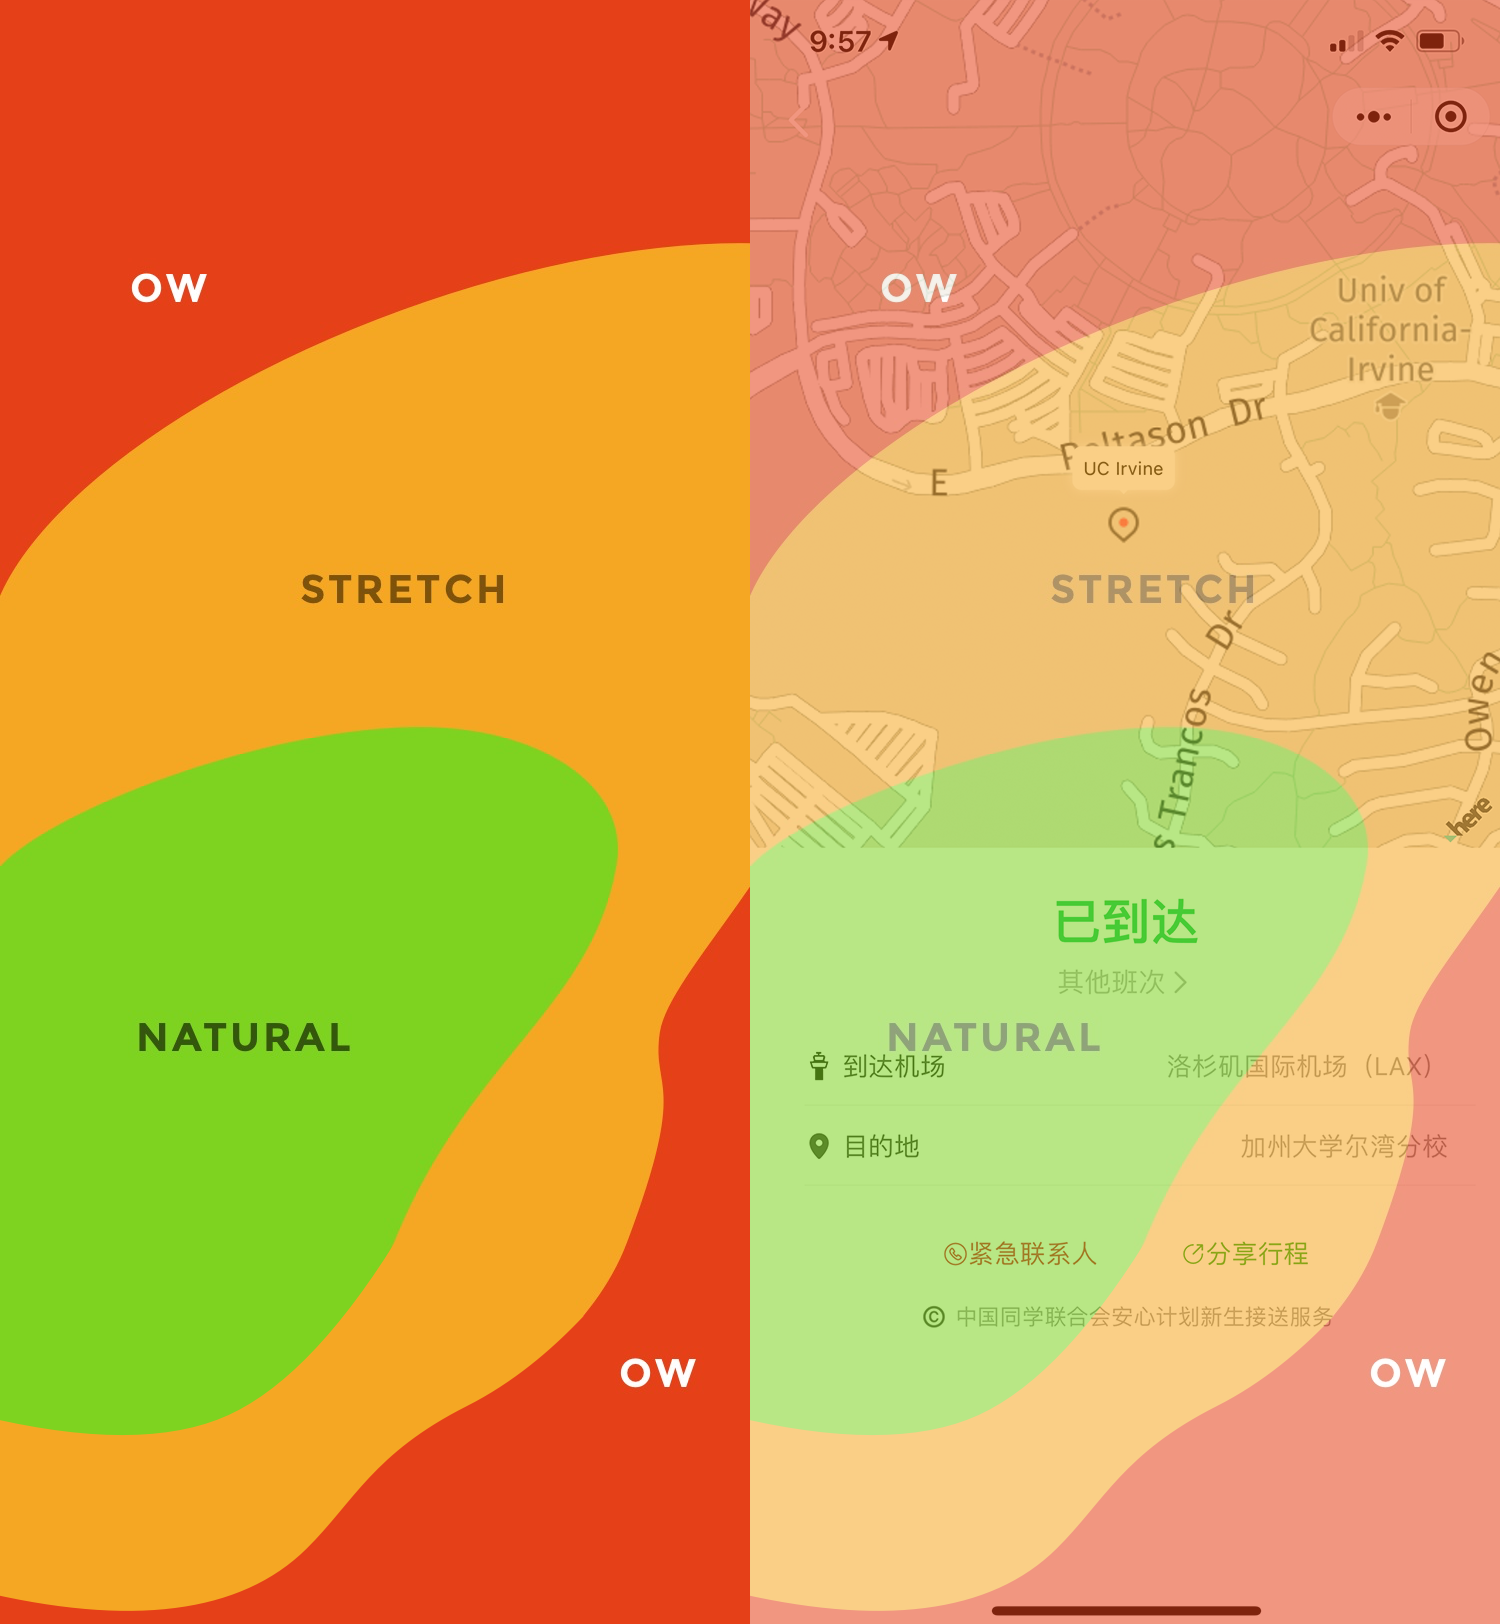 OW
STRETCH
NATURAL
OW
way
9:57
OW
Univ of
California-
Irvine
E Peltason Dr
UC Irvine
STRETCH
s Trancos Dr
Owen
here
已到达
其他班次
NATURAL
到达机场 洛杉矶国际机场（LAX）
目的地 加州大学尔湾分校
紧急联系人 分享行程
© 中国同学联合会安心计划新生接送服务
OW